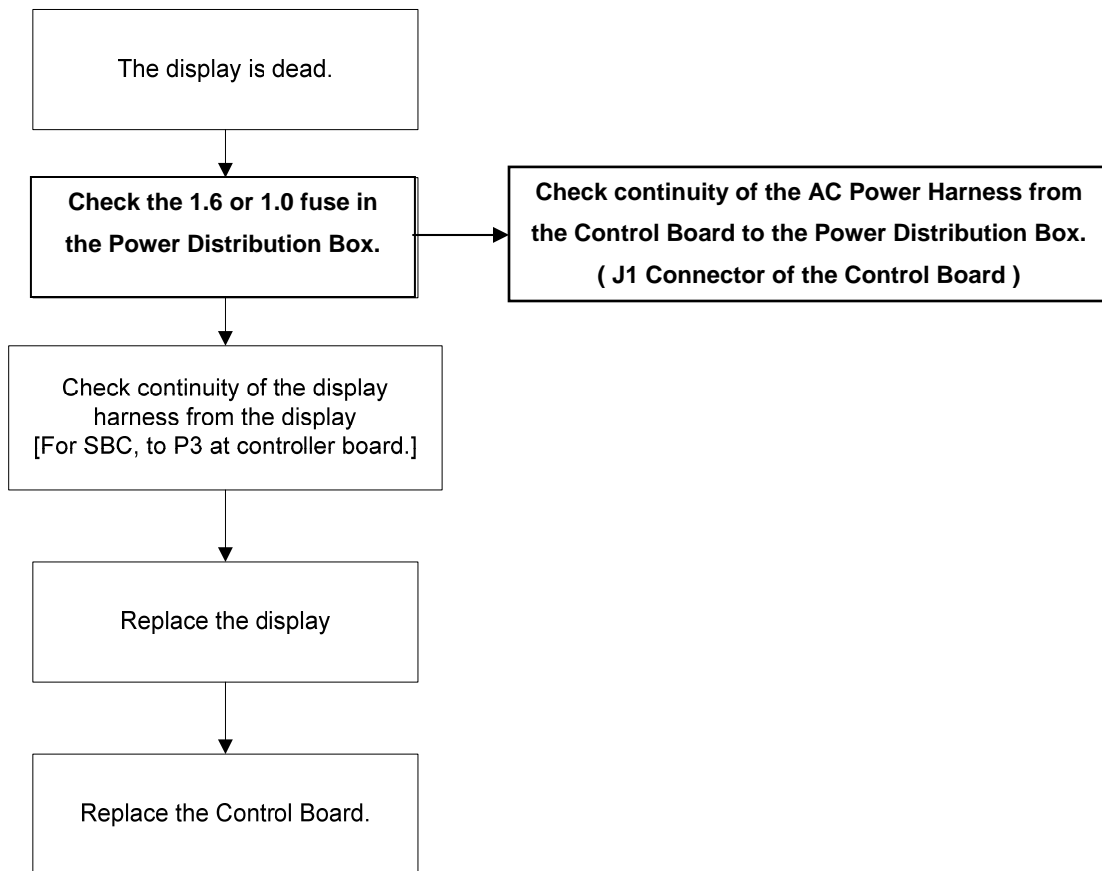 The display is dead.
Check the 1.6 or 1.0 fuse in
the Power Distribution Box.
Check continuity of the AC Power Harness from
the Control Board to the Power Distribution Box.
( J1 Connector of the Control Board )
Check continuity of the display
harness from the display
[For SBC, to P3 at controller board.]
Replace the display
Replace the Control Board.